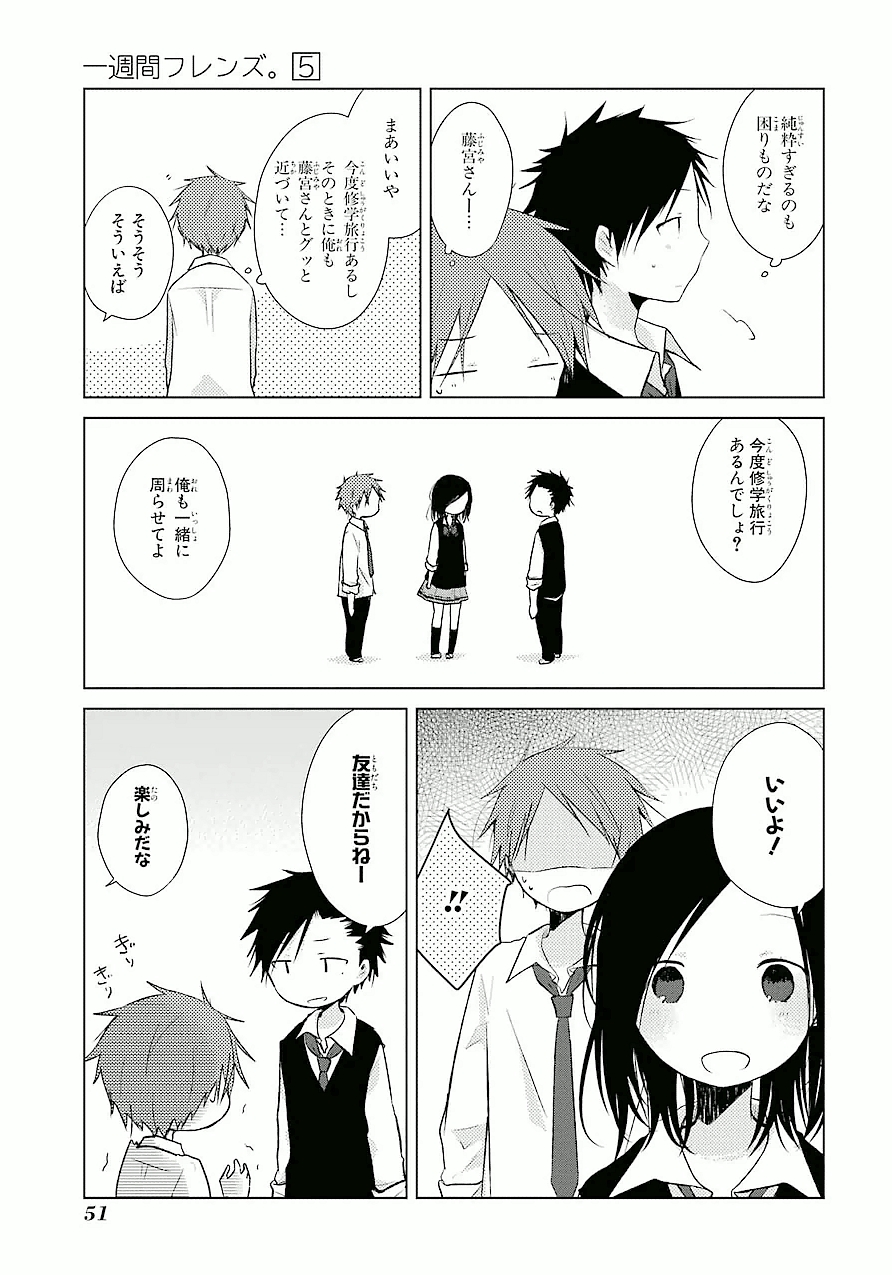 一週間フレンズ。5
純粋すぎるのも
困りものだな
藤宮さんー…
まあいいや
今度修学旅行あるし
そのときに俺も
藤宮さんとグッと
近づいて…
そうそう
そういえば
今度修学旅行
あるんでしょ?
俺も一緒に
周らせてよ
いいよ!
!!
友達だからねー
楽しみだな
ぎり
ぎり
51